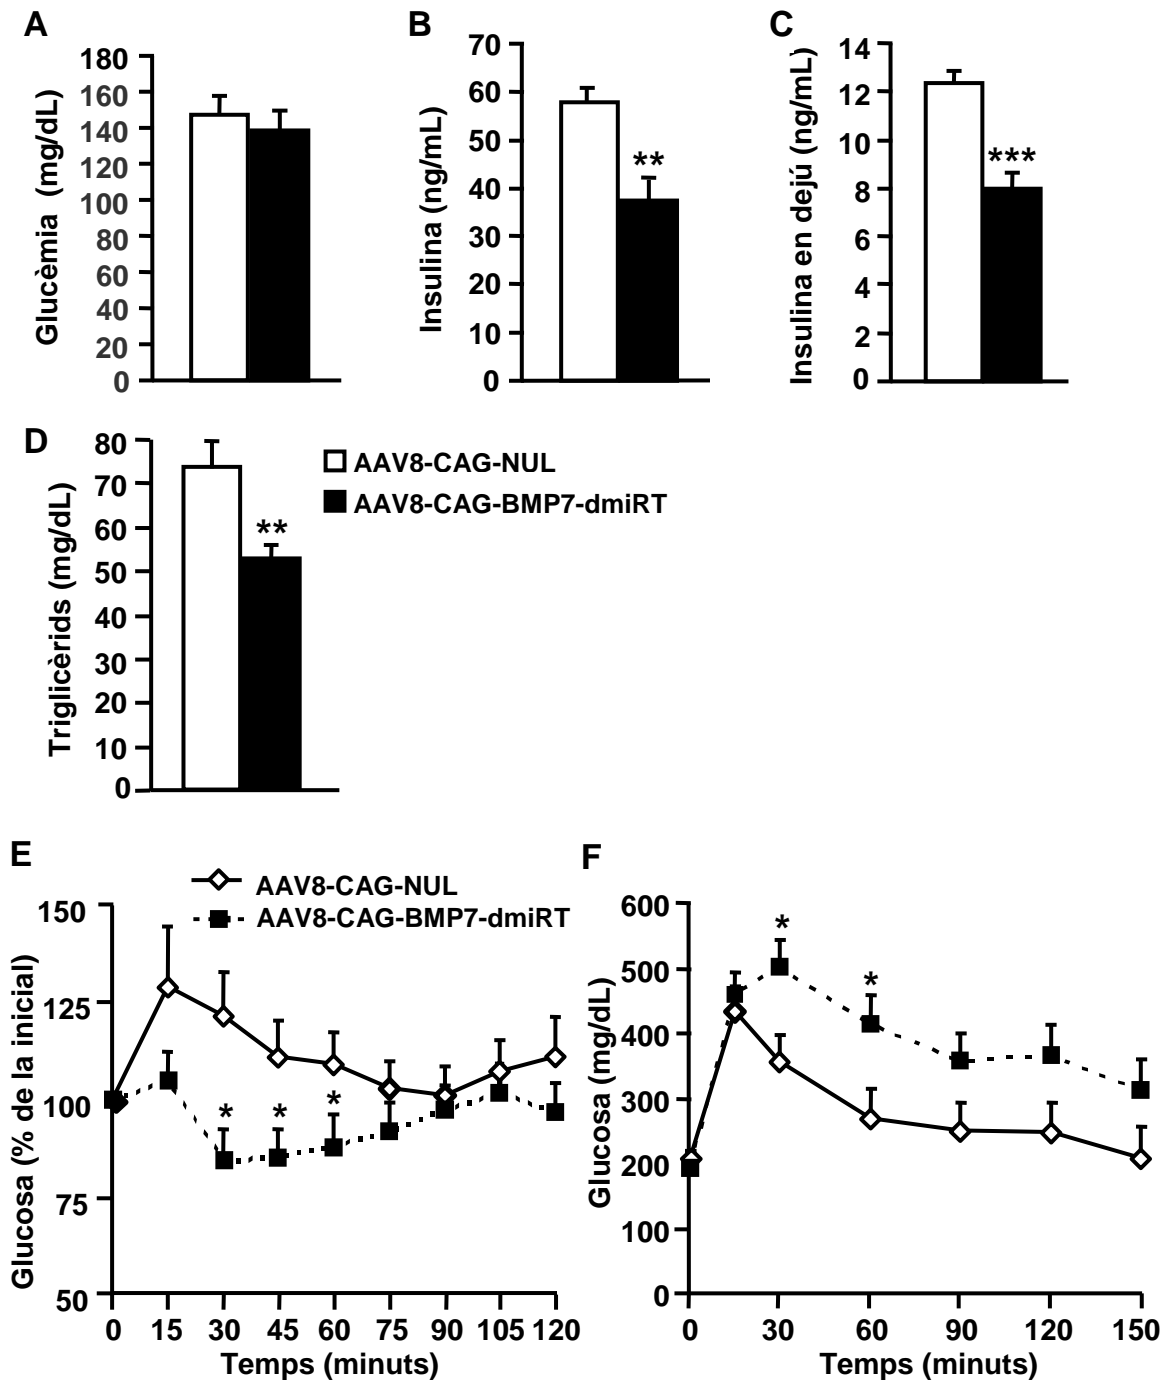 A
Glucèmia (mg/dL)
180
160
140
120
100
80
60
40
20
0
B
Insulina (ng/mL)
70
60
50
40
30
20
10
0
**
C
Insulina en dejú (ng/mL)
14
12
10
8
6
4
2
0
***
D
Triglicèrids (mg/dL)
80
70
60
50
40
30
20
10
0
**
AAV8-CAG-NUL
AAV8-CAG-BMP7-dmiRT
E
AAV8-CAG-NUL
AAV8-CAG-BMP7-dmiRT
Glucosa (% de la inicial)
150
125
100
75
50
* * *
0 15 30 45 60 75 90 105 120
Temps (minuts)
F
Glucosa (mg/dL)
600
500
400
300
200
100
0
*
*
0 30 60 90 120 150
Temps (minuts)